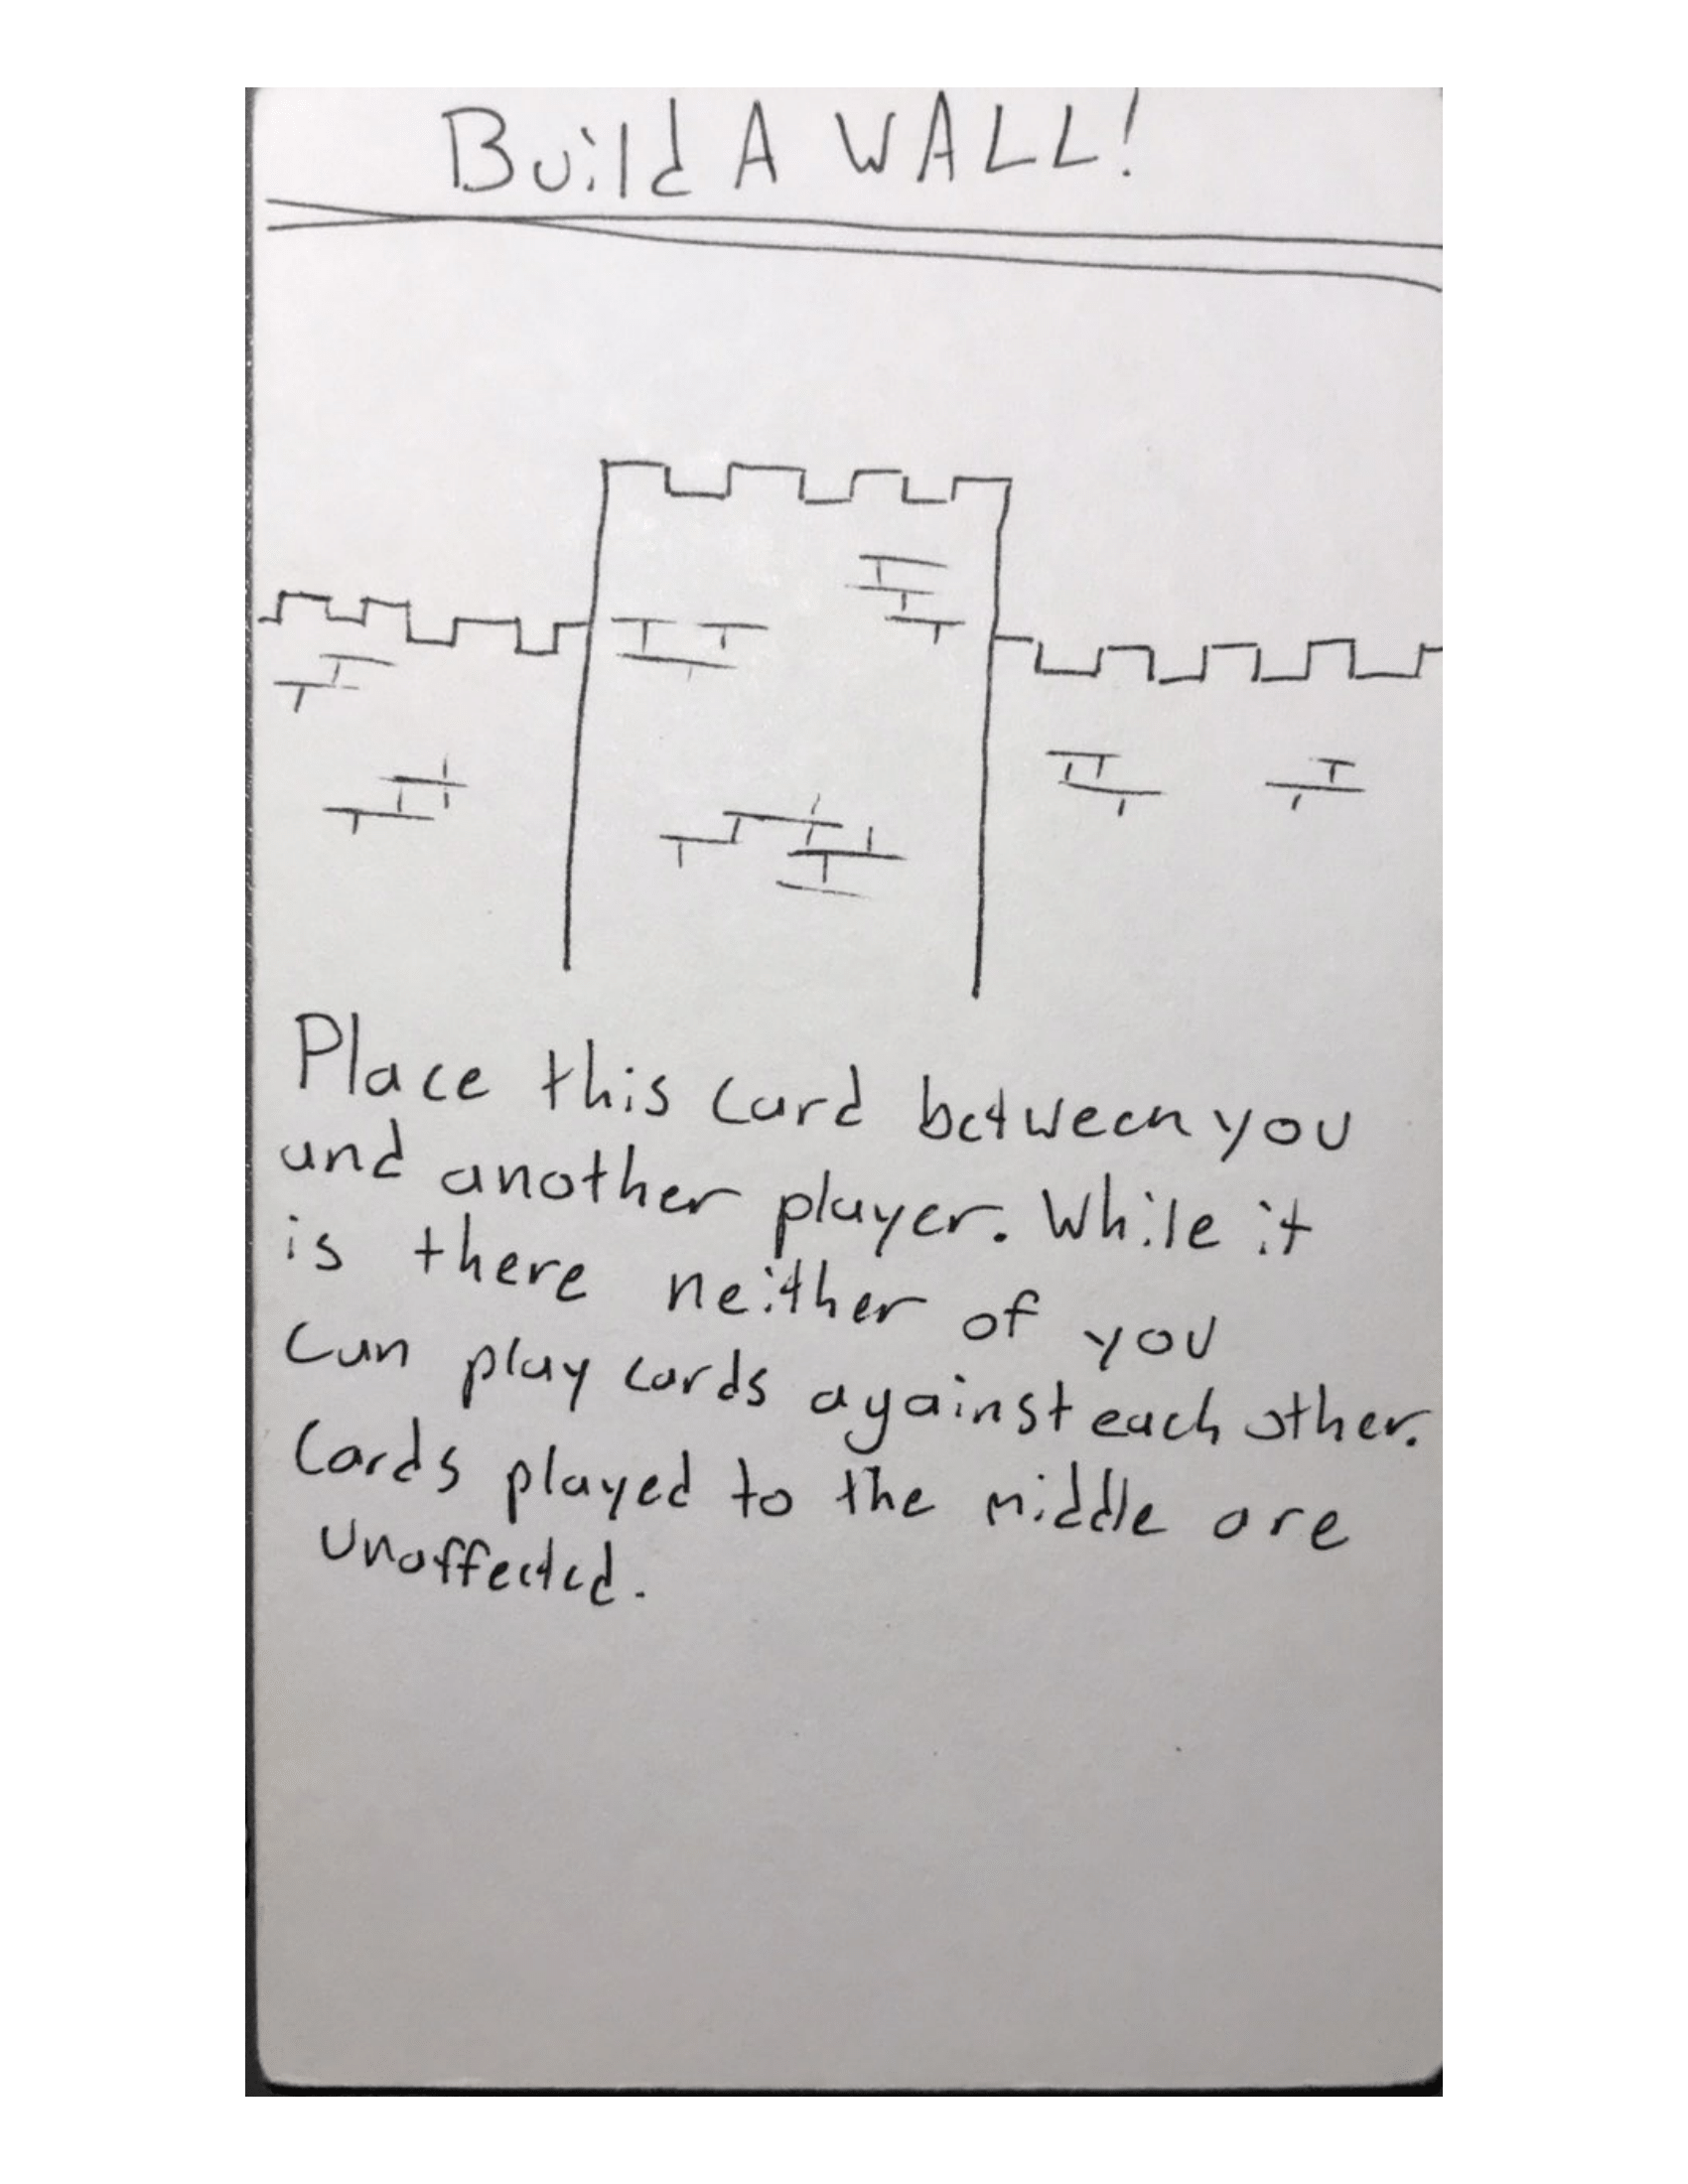 Build A WALL!
Place this card between you
and another player. While it
is there neither of you
can play cards against each other.
Cards played to the middle are
unaffected.